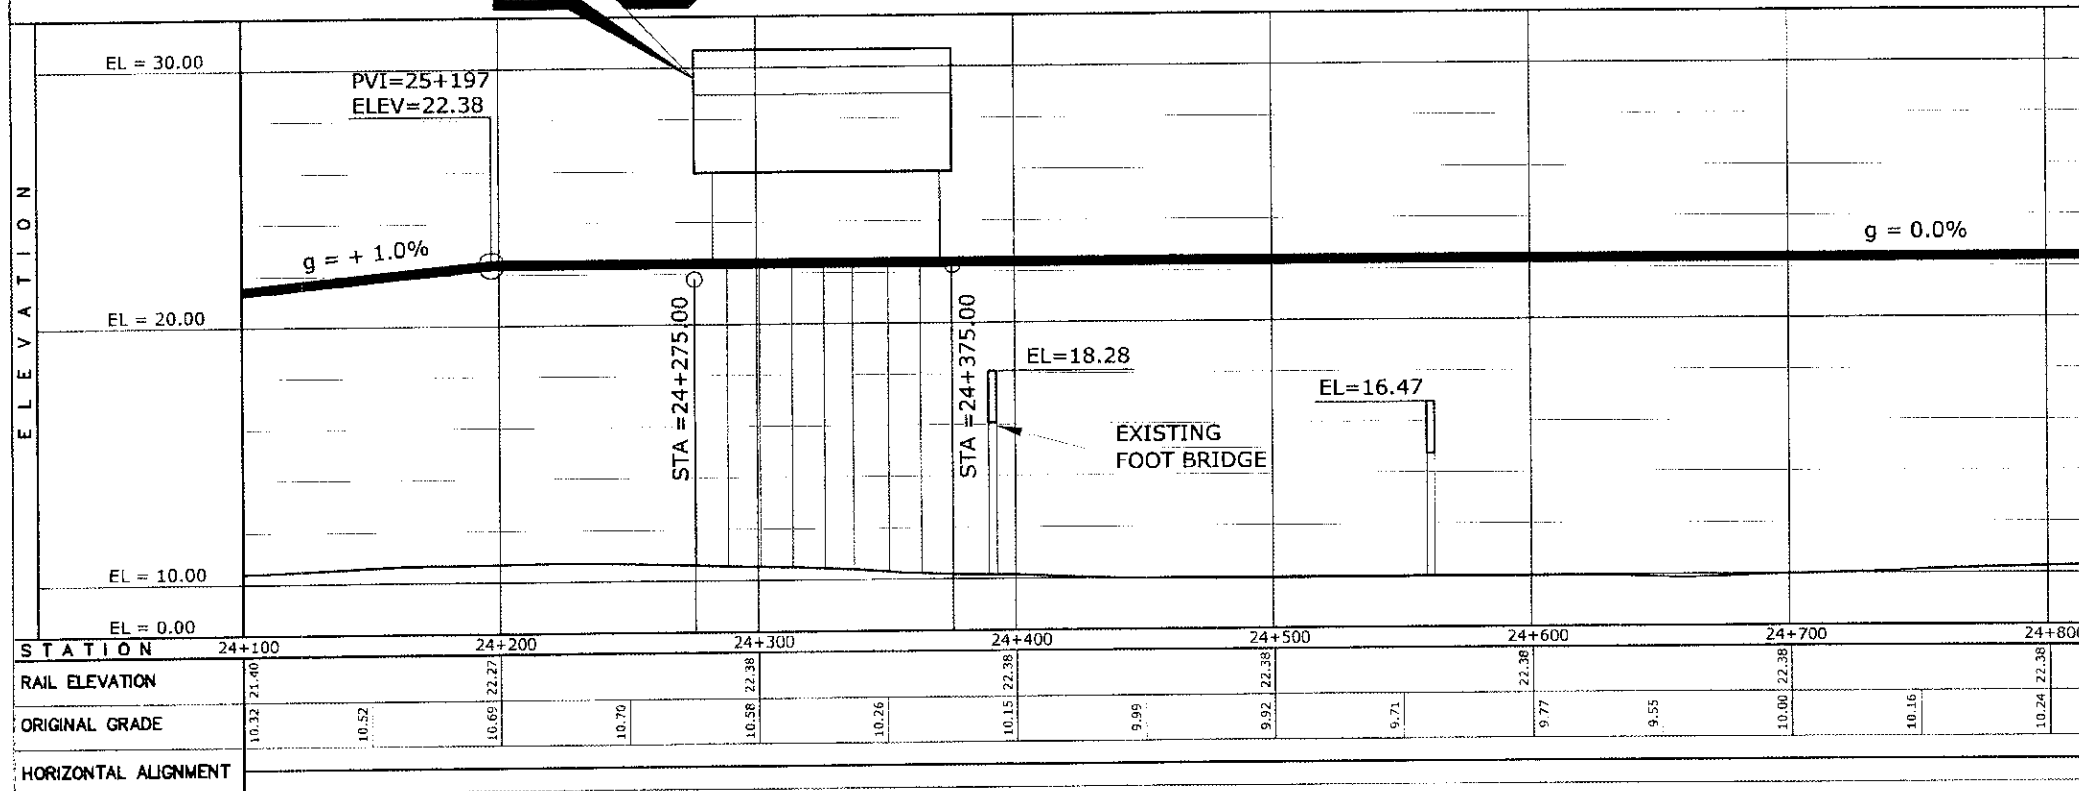 EL = 30.00
PVI=25+197
ELEV=22.38
g = + 1.0%
g = 0.0%
ELEVATION
EL = 20.00
STA =24+275.00
STA =24+375.00
EL=18.28
EL=16.47
EXISTING
FOOT BRIDGE
EL = 10.00
EL = 0.00
STATION 24+100 24+200 24+300 24+400 24+500 24+600 24+700 24+800
RAIL ELEVATION 21.40 22.27 22.38 22.38 22.38 22.38 22.38 22.38
ORIGINAL GRADE 10.32 10.52 10.69 10.70 10.58 10.26 10.15 9.99 9.92 9.71 9.77 9.55 10.00 10.16 10.24
HORIZONTAL ALIGNMENT